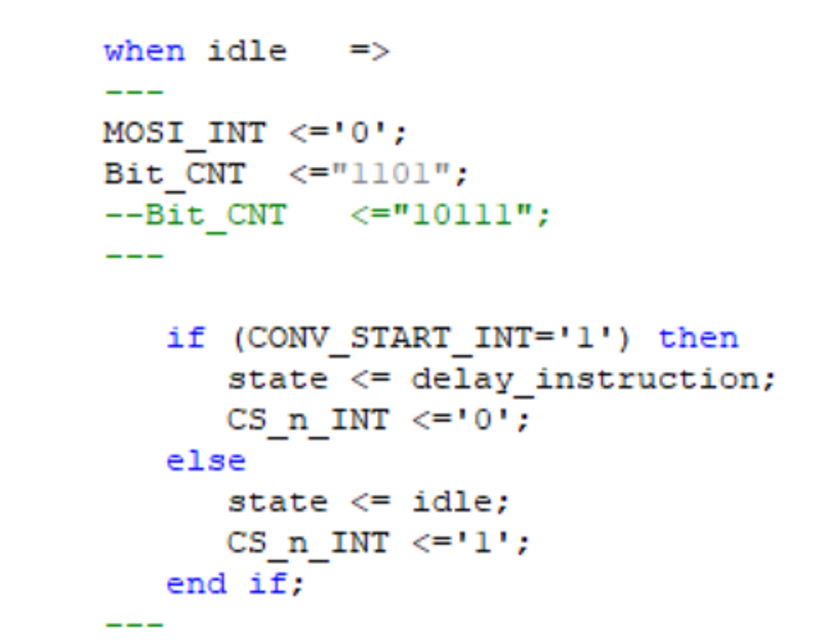 when idle   =>
---
MOSI_INT <='0';
Bit_CNT  <="1101";
--Bit_CNT   <="10111";
---
if (CONV_START_INT='1') then
state <= delay_instruction;
CS_n_INT <='0';
else
state <= idle;
CS_n_INT <='1';
end if;
---